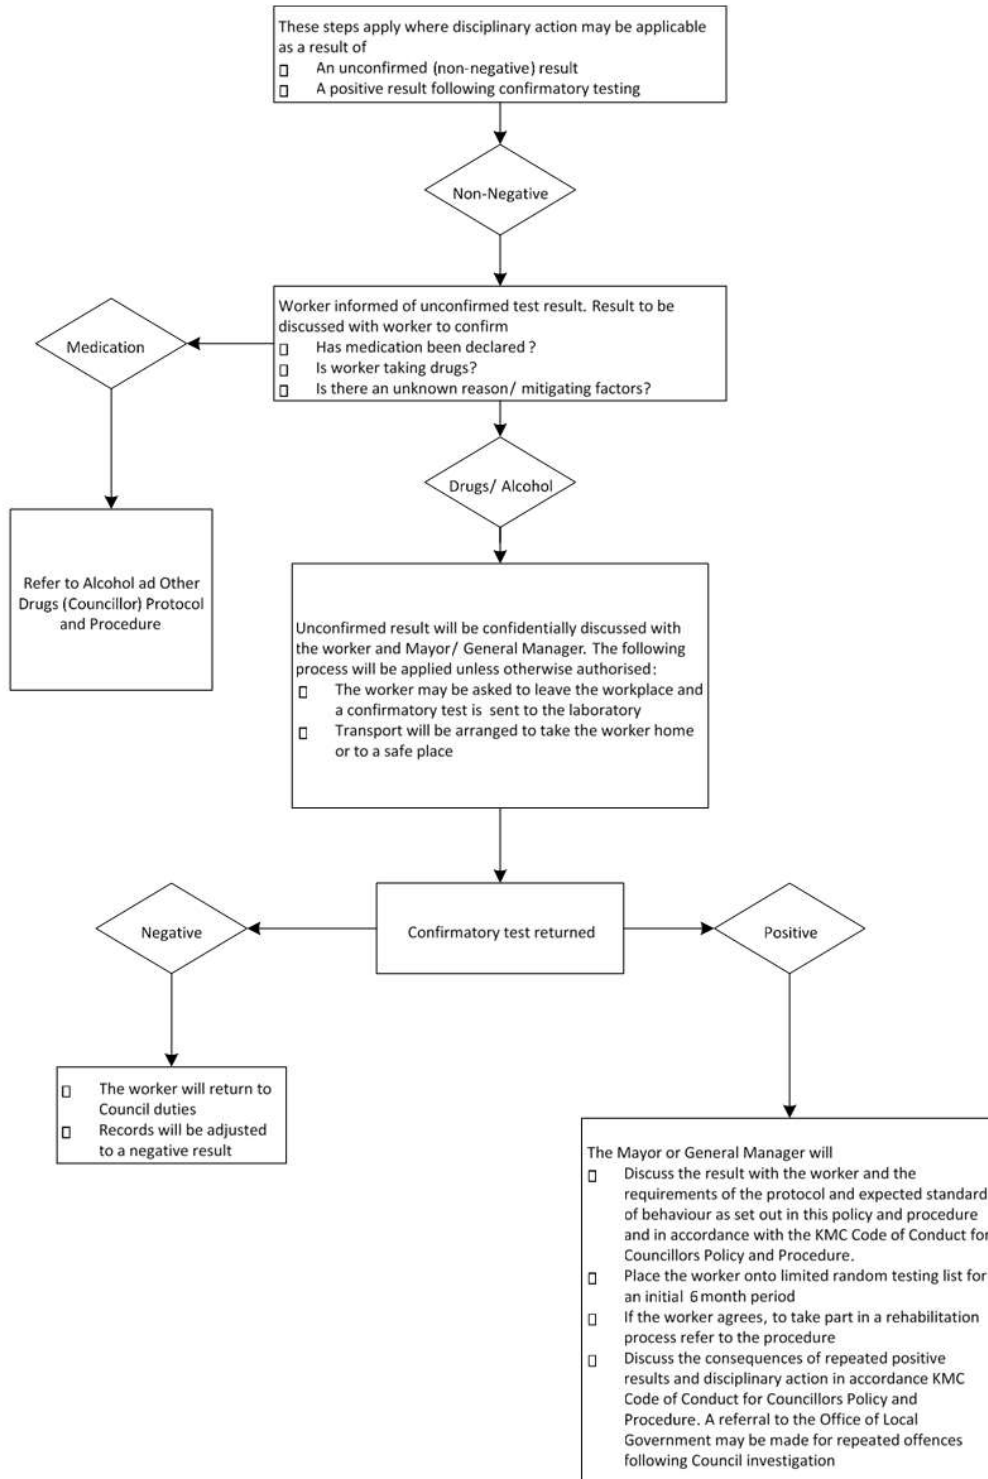 These steps apply where disciplinary action may be applicable
as a result of
An unconfirmed (non-negative) result
A positive result following confirmatory testing
Non-Negative
Worker informed of unconfirmed test result. Result to be
discussed with worker to confirm
Has medication been declared ?
Is worker taking drugs?
Is there an unknown reason/ mitigating factors?
Medication
Drugs/ Alcohol
Refer to Alcohol ad Other
Drugs (Councillor) Protocol
and Procedure
Unconfirmed result will be confidentially discussed with
the worker and Mayor/ General Manager. The following
process will be applied unless otherwise authorised:
The worker may be asked to leave the workplace and
a confirmatory test is sent to the laboratory
Transport will be arranged to take the worker home
or to a safe place
Negative
Confirmatory test returned
Positive
The worker will return to
Council duties
Records will be adjusted
to a negative result
The Mayor or General Manager will
Discuss the result with the worker and the
requirements of the protocol and expected standard
of behaviour as set out in this policy and procedure
and in accordance with the KMC Code of Conduct for
Councillors Policy and Procedure.
Place the worker onto limited random testing list for
an initial 6 month period
If the worker agrees, to take part in a rehabilitation
process refer to the procedure
Discuss the consequences of repeated positive
results and disciplinary action in accordance KMC
Code of Conduct for Councillors Policy and
Procedure. A referral to the Office of Local
Government may be made for repeated offences
following Council investigation